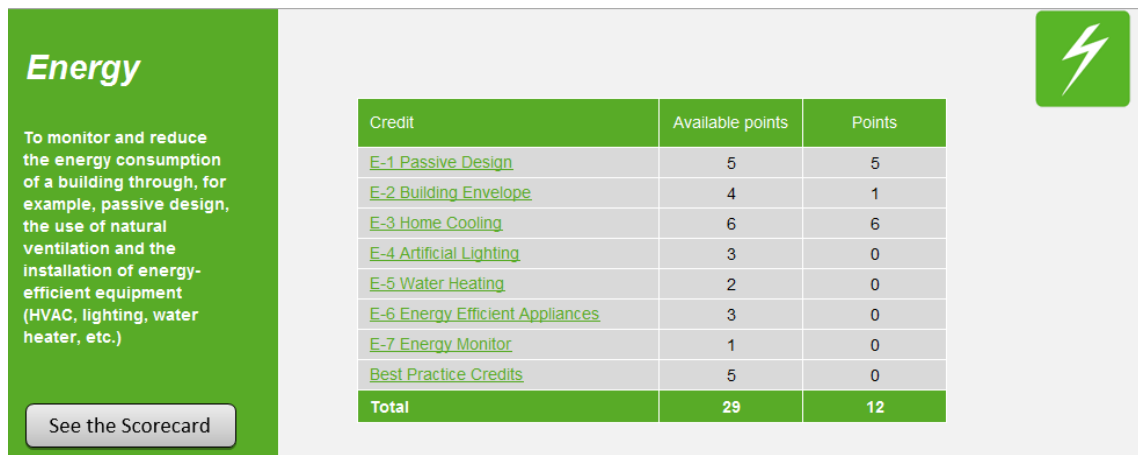 Energy
To monitor and reduce
the energy consumption
of a building through, for
example, passive design,
the use of natural
ventilation and the
installation of energy-
efficient equipment
(HVAC, lighting, water
heater, etc.)
See the Scorecard
Credit Available points Points
E-1 Passive Design 5 5
E-2 Building Envelope 4 1
E-3 Home Cooling 6 6
E-4 Artificial Lighting 3 0
E-5 Water Heating 2 0
E-6 Energy Efficient Appliances 3 0
E-7 Energy Monitor 1 0
Best Practice Credits 5 0
Total 29 12